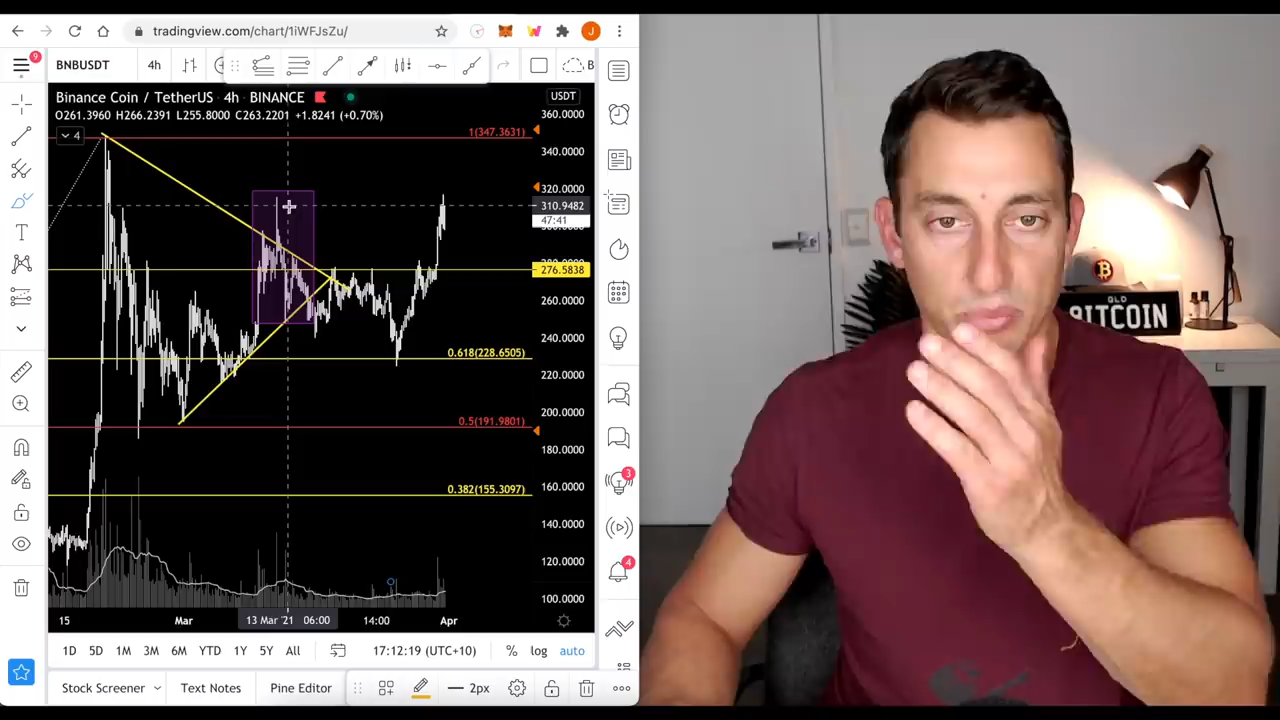 tradingview.com/chart/1iWFJsZu/
J
9
BNBUSDT 4h B
Binance Coin / TetherUS · 4h · BINANCE
USDT
O261.3960 H266.2391 L255.8000 C263.2201 +1.8241 (+0.70%)
4
360.0000
1(347.3631)
340.0000
320.0000
310.9482
47:41
276.5838
260.0000
240.0000
0.618(228.6505)
220.0000
200.0000
0.5(191.9801)
180.0000
160.0000
0.382(155.3097)
140.0000
120.0000
100.0000
15 Mar 13 Mar '21 06:00 14:00 Apr
1D 5D 1M 3M 6M YTD 1Y 5Y All 17:12:19 (UTC+10) % log auto
Stock Screener Text Notes Pine Editor 2px
3
4
QLD
BITCOIN